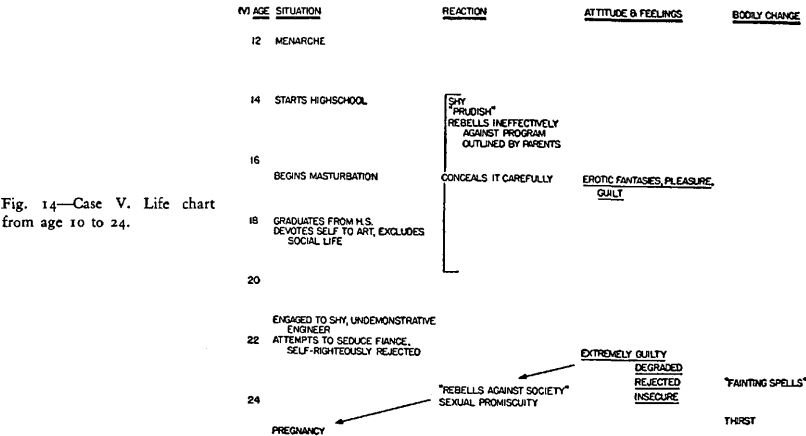 (V) AGE SITUATION REACTION ATTITUDE & FEELINGS BODILY CHANGE
12 MENARCHE
14 STARTS HIGHSCHOOL SHY
"PRUDISH"
REBELLS INEFFECTIVELY
AGAINST PROGRAM
OUTLINED BY PARENTS
16
BEGINS MASTURBATION CONCEALS IT CAREFULLY EROTIC FANTASIES, PLEASURE,
GUILT
Fig. 14—Case V. Life chart
from age 10 to 24.
18 GRADUATES FROM H.S.
DEVOTES SELF TO ART, EXCLUDES
SOCIAL LIFE
20
ENGAGED TO SHY, UNDEMONSTRATIVE
ENGINEER
22 ATTEMPTS TO SEDUCE FIANCE,
SELF-RIGHTEOUSLY REJECTED
EXTREMELY GUILTY
DEGRADED
REJECTED "FAINTING SPELLS"
INSECURE
"REBELLS AGAINST SOCIETY"
24 SEXUAL PROMISCUITY
THIRST
PREGNANCY